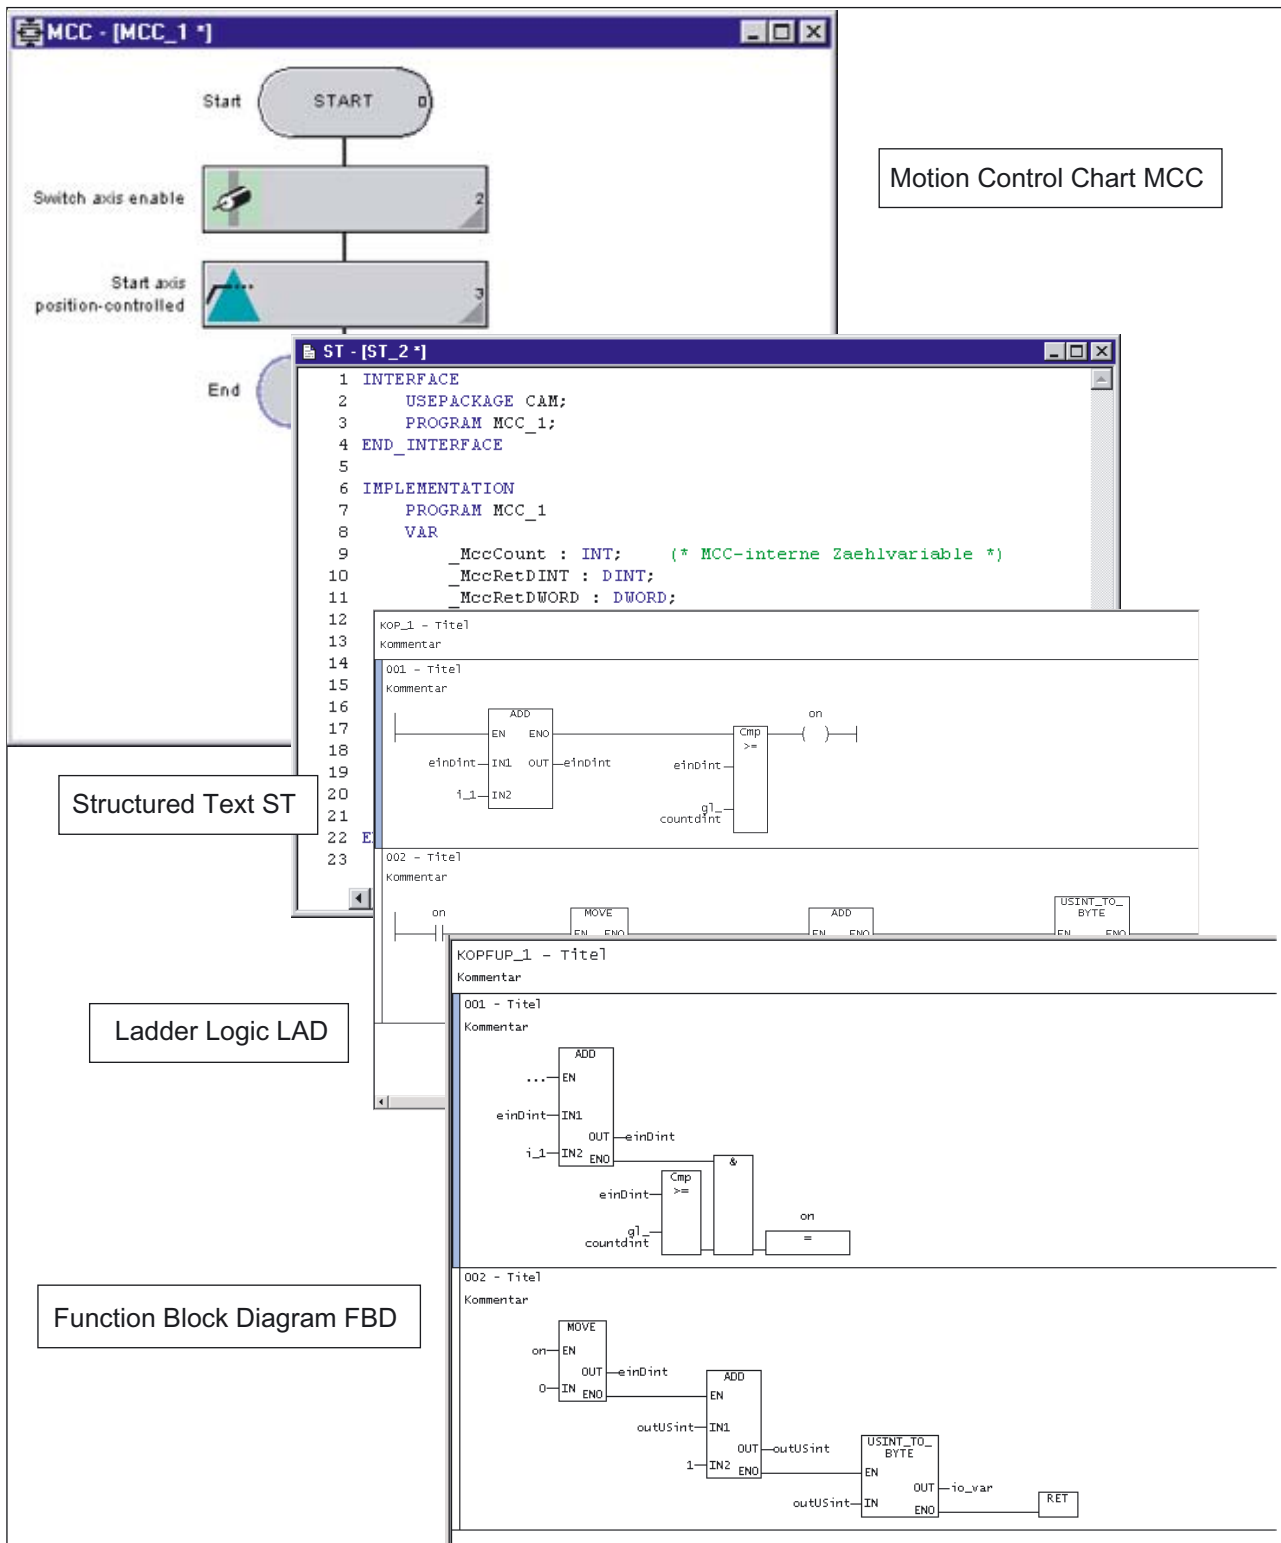 MCC - [MCC_1 *]
Start
START
Switch axis enable
2
Start axis
position-controlled
3
End
Motion Control Chart MCC
ST - [ST_2 *]
1 INTERFACE
2 USEPACKAGE CAM;
3 PROGRAM MCC_1;
4 END_INTERFACE
5
6 IMPLEMENTATION
7 PROGRAM MCC_1
8 VAR
9 _MccCount : INT; (* MCC-interne Zaehlvariable *)
10 _MccRetDINT : DINT;
11 _MccRetDWORD : DWORD;
12
13
14
15
16
17
18
19
20
21
22 E
23
Structured Text ST
KOP_1 - Titel
Kommentar
001 - Titel
Kommentar
ADD
on
EN ENO
Cmp
>=
( )
einDint IN1 OUT einDint
einDint
i_1 IN2
gl_
countdint
002 - Titel
Kommentar
on
MOVE
ADD
USINT_TO_
BYTE
EN ENO
EN ENO
EN ENO
Ladder Logic LAD
KOPFUP_1 - Titel
Kommentar
001 - Titel
Kommentar
ADD
... EN
einDint IN1
OUT einDint
i_1 IN2 ENO
&
Cmp
>=
einDint
gl_
countdint
on
=
002 - Titel
Kommentar
MOVE
on EN
OUT einDint
0 IN ENO
ADD
EN
outUSint IN1
OUT outUSint
1 IN2 ENO
USINT_TO_
BYTE
EN
OUT io_var
outUSint IN
ENO
RET
Function Block Diagram FBD